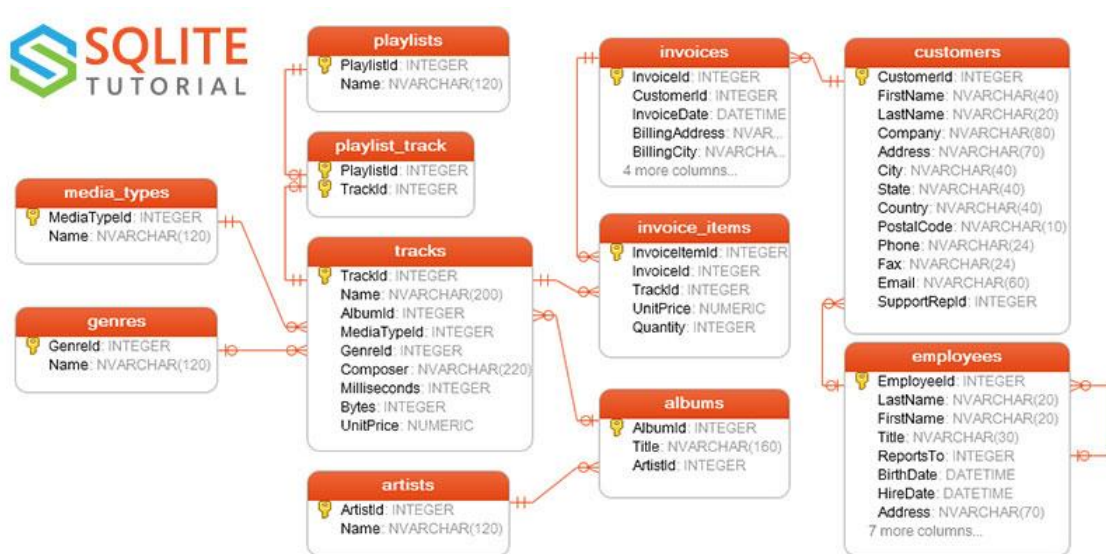 SQLITE
TUTORIAL
playlists
PlaylistId: INTEGER
Name: NVARCHAR(120)
playlist_track
PlaylistId: INTEGER
TrackId: INTEGER
media_types
MediaTypeId: INTEGER
Name: NVARCHAR(120)
genres
GenreId: INTEGER
Name: NVARCHAR(120)
tracks
TrackId: INTEGER
Name: NVARCHAR(200)
AlbumId: INTEGER
MediaTypeId: INTEGER
GenreId: INTEGER
Composer: NVARCHAR(220)
Milliseconds: INTEGER
Bytes: INTEGER
UnitPrice: NUMERIC
artists
ArtistId: INTEGER
Name: NVARCHAR(120)
invoices
InvoiceId: INTEGER
CustomerId: INTEGER
InvoiceDate: DATETIME
BillingAddress: NVAR...
BillingCity: NVARCHA...
4 more columns...
invoice_items
InvoiceItemId: INTEGER
InvoiceId: INTEGER
TrackId: INTEGER
UnitPrice: NUMERIC
Quantity: INTEGER
albums
AlbumId: INTEGER
Title: NVARCHAR(160)
ArtistId: INTEGER
customers
CustomerId: INTEGER
FirstName: NVARCHAR(40)
LastName: NVARCHAR(20)
Company: NVARCHAR(80)
Address: NVARCHAR(70)
City: NVARCHAR(40)
State: NVARCHAR(40)
Country: NVARCHAR(40)
PostalCode: NVARCHAR(10)
Phone: NVARCHAR(24)
Fax: NVARCHAR(24)
Email: NVARCHAR(60)
SupportRepId: INTEGER
employees
EmployeeId: INTEGER
LastName: NVARCHAR(20)
FirstName: NVARCHAR(20)
Title: NVARCHAR(30)
ReportsTo: INTEGER
BirthDate: DATETIME
HireDate: DATETIME
Address: NVARCHAR(70)
7 more columns...